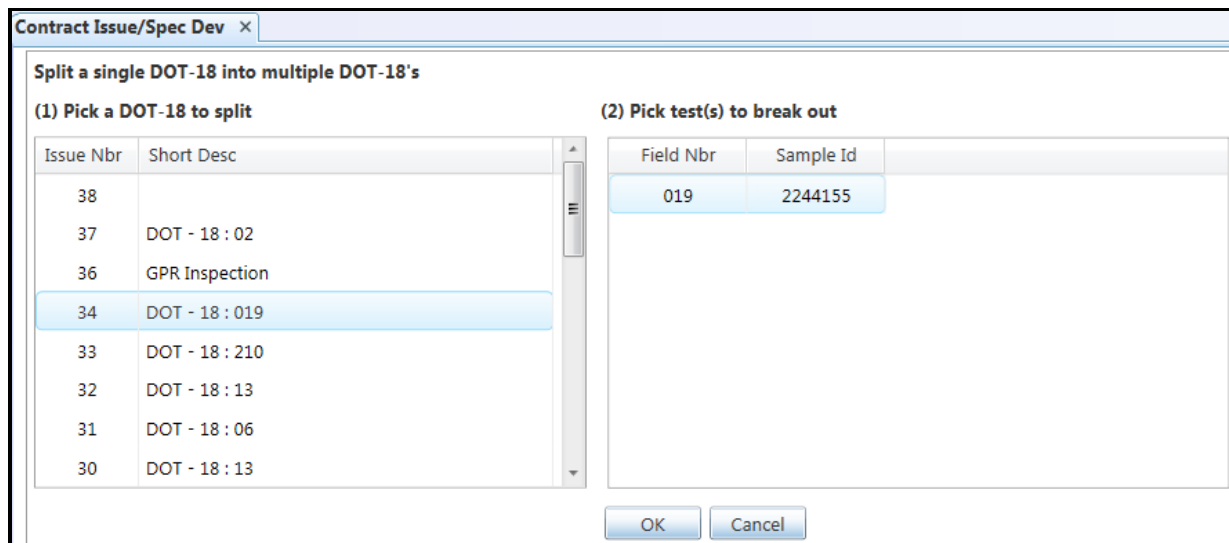 Contract Issue/Spec Dev ×
Split a single DOT-18 into multiple DOT-18's
(1) Pick a DOT-18 to split
Issue Nbr Short Desc
38
37 DOT - 18 : 02
36 GPR Inspection
34 DOT - 18 : 019
33 DOT - 18 : 210
32 DOT - 18 : 13
31 DOT - 18 : 06
30 DOT - 18 : 13
(2) Pick test(s) to break out
Field Nbr Sample Id
019 2244155
OK Cancel